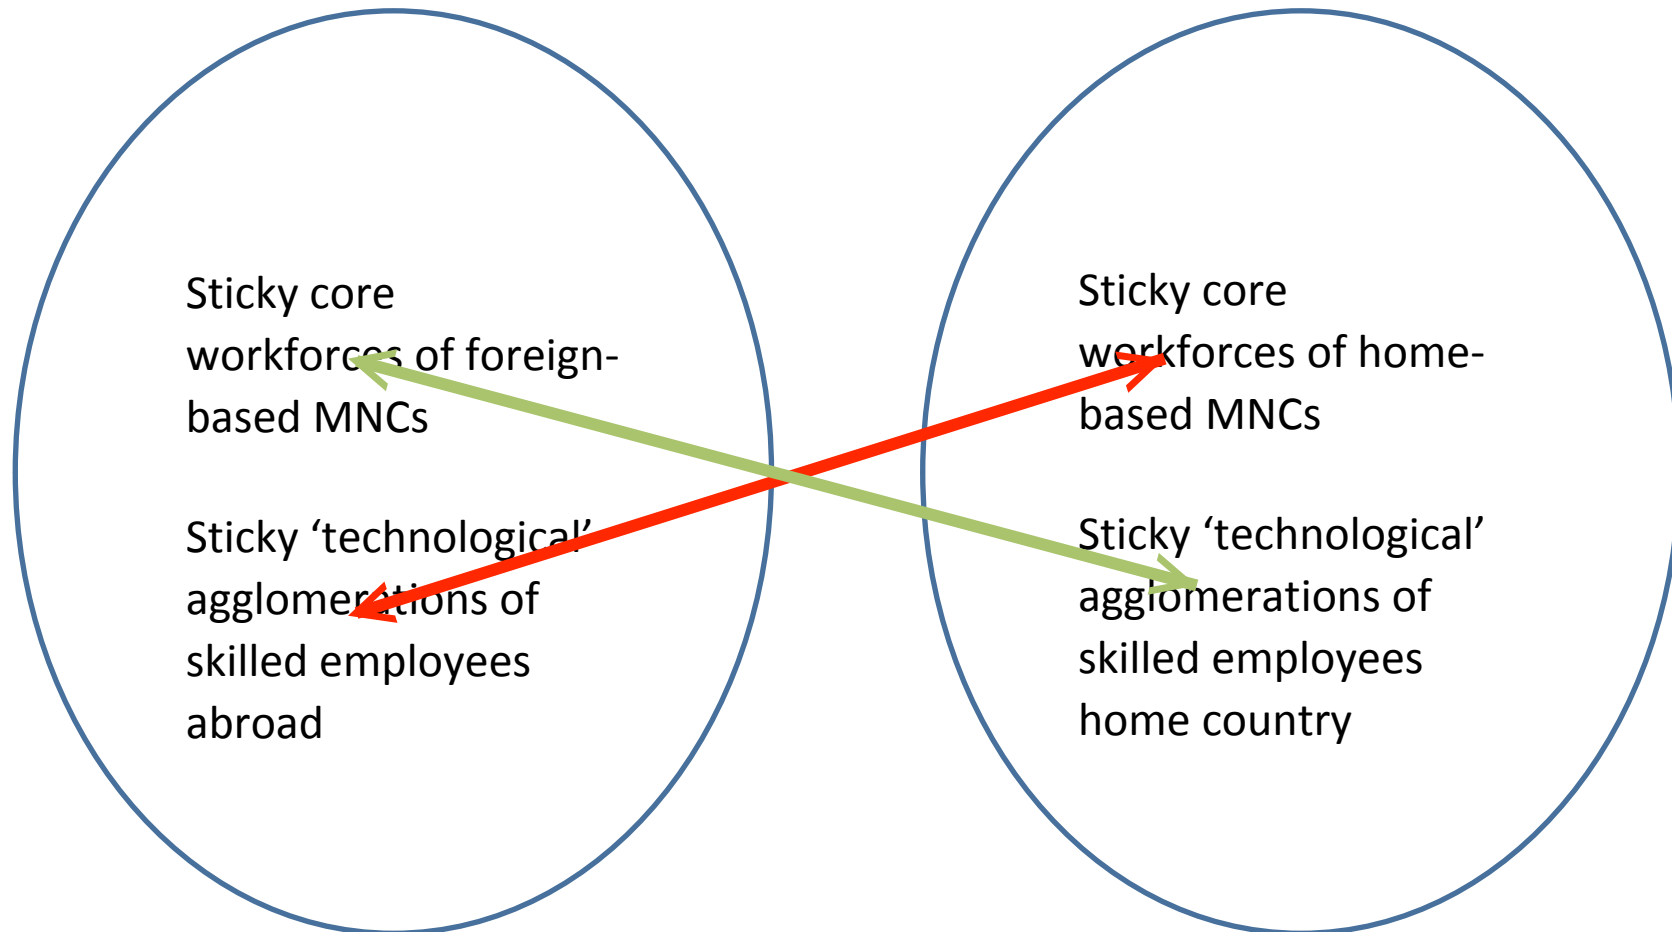 Sticky core
workforces of foreign-
based MNCs
Sticky ‘technological’
agglomerations of
skilled employees
abroad
Sticky core
workforces of home-
based MNCs
Sticky ‘technological’
agglomerations of
skilled employees
home country